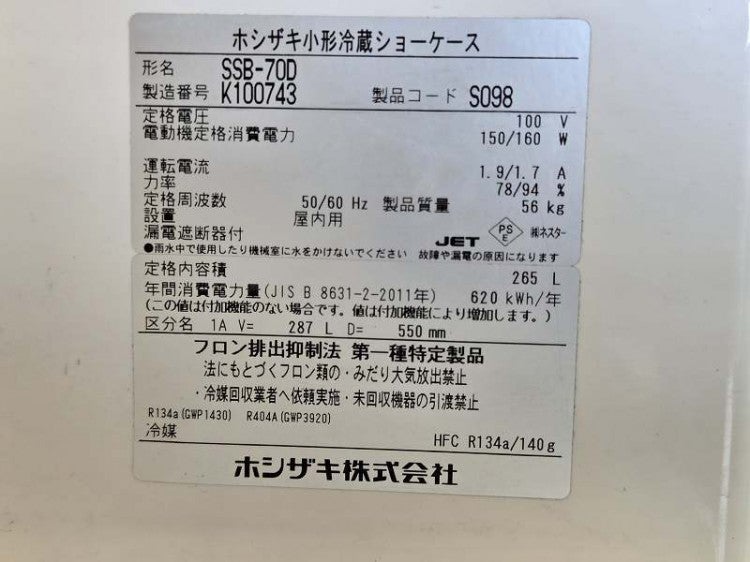 ホシザキ小形冷蔵ショーケース
形名 SSB-70D
製造番号 K100743 製品コード S098
定格電圧 100 V
電動機定格消費電力 150/160 W
運転電流 1.9/1.7 A
力率 78/94 %
定格周波数 50/60 Hz 製品質量 56 kg
設置 屋内用
漏電遮断器付 JET PSE ㈱ネスター
●雨水中で使用したり機械室に水をかけないでください 故障や漏電の原因になります
定格内容積 265 L
年間消費電力量(JIS B 8631-2-2011年) 620 kWh/年
(この値は付加機能のない場合です。値は付加機能により増加します。)
区分名 1A V= 287 L D= 550 mm
フロン排出抑制法 第一種特定製品
法にもとづくフロン類の・みだり大気放出禁止
・冷媒回収業者へ依頼実施・未回収機器の引渡禁止
R134a(GWP1430) R404A(GWP3920)
冷媒 HFC R134a/140g
ホシザキ株式会社